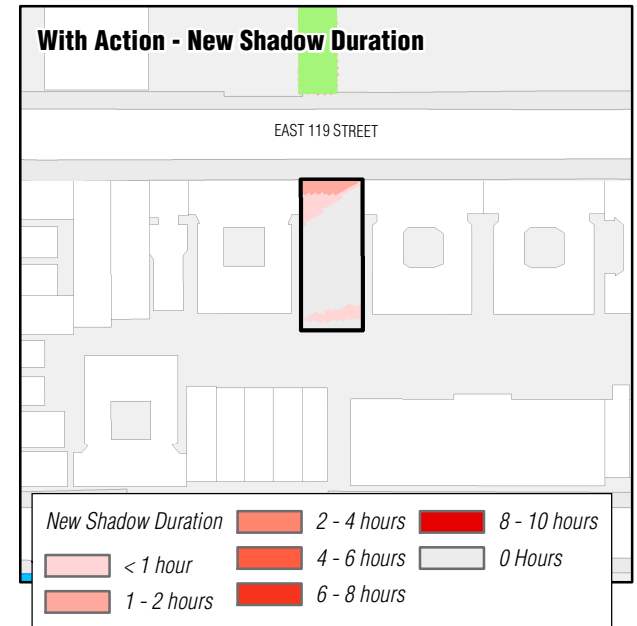 With Action - New Shadow Duration
EAST 119 STREET
New Shadow Duration
< 1 hour
1 - 2 hours
2 - 4 hours
4 - 6 hours
6 - 8 hours
8 - 10 hours
0 Hours